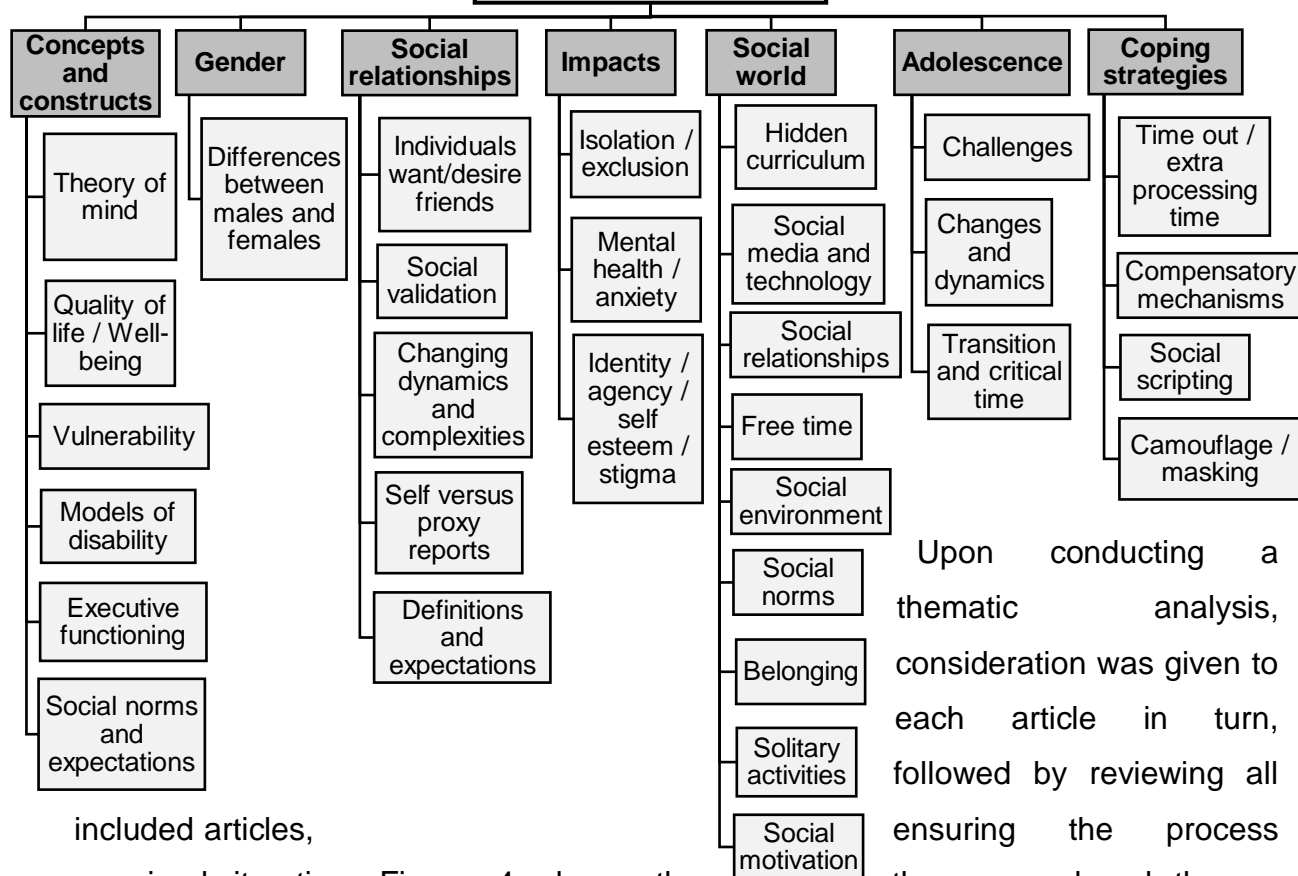 Concepts
and
constructs
Theory of
mind
Quality of
life / Well-
being
Vulnerability
Models of
disability
Executive
functioning
Social norms
and
expectations
Gender
Differences
between
males and
females
Social
relationships
Individuals
want/desire
friends
Social
validation
Changing
dynamics
and
complexities
Self versus
proxy
reports
Definitions
and
expectations
Impacts
Isolation /
exclusion
Mental
health /
anxiety
Identity /
agency /
self
esteem /
stigma
Social
world
Hidden
curriculum
Social
media and
technology
Social
relationships
Free time
Social
environment
Social
norms
Belonging
Solitary
activities
Social
motivation
Adolescence
Challenges
Changes
and
dynamics
Transition
and critical
time
Coping
strategies
Time out /
extra
processing
time
Compensatory
mechanisms
Social
scripting
Camouflage /
masking
Upon conducting a
thematic analysis,
consideration was given to
each article in turn,
followed by reviewing all
included articles, ensuring the process